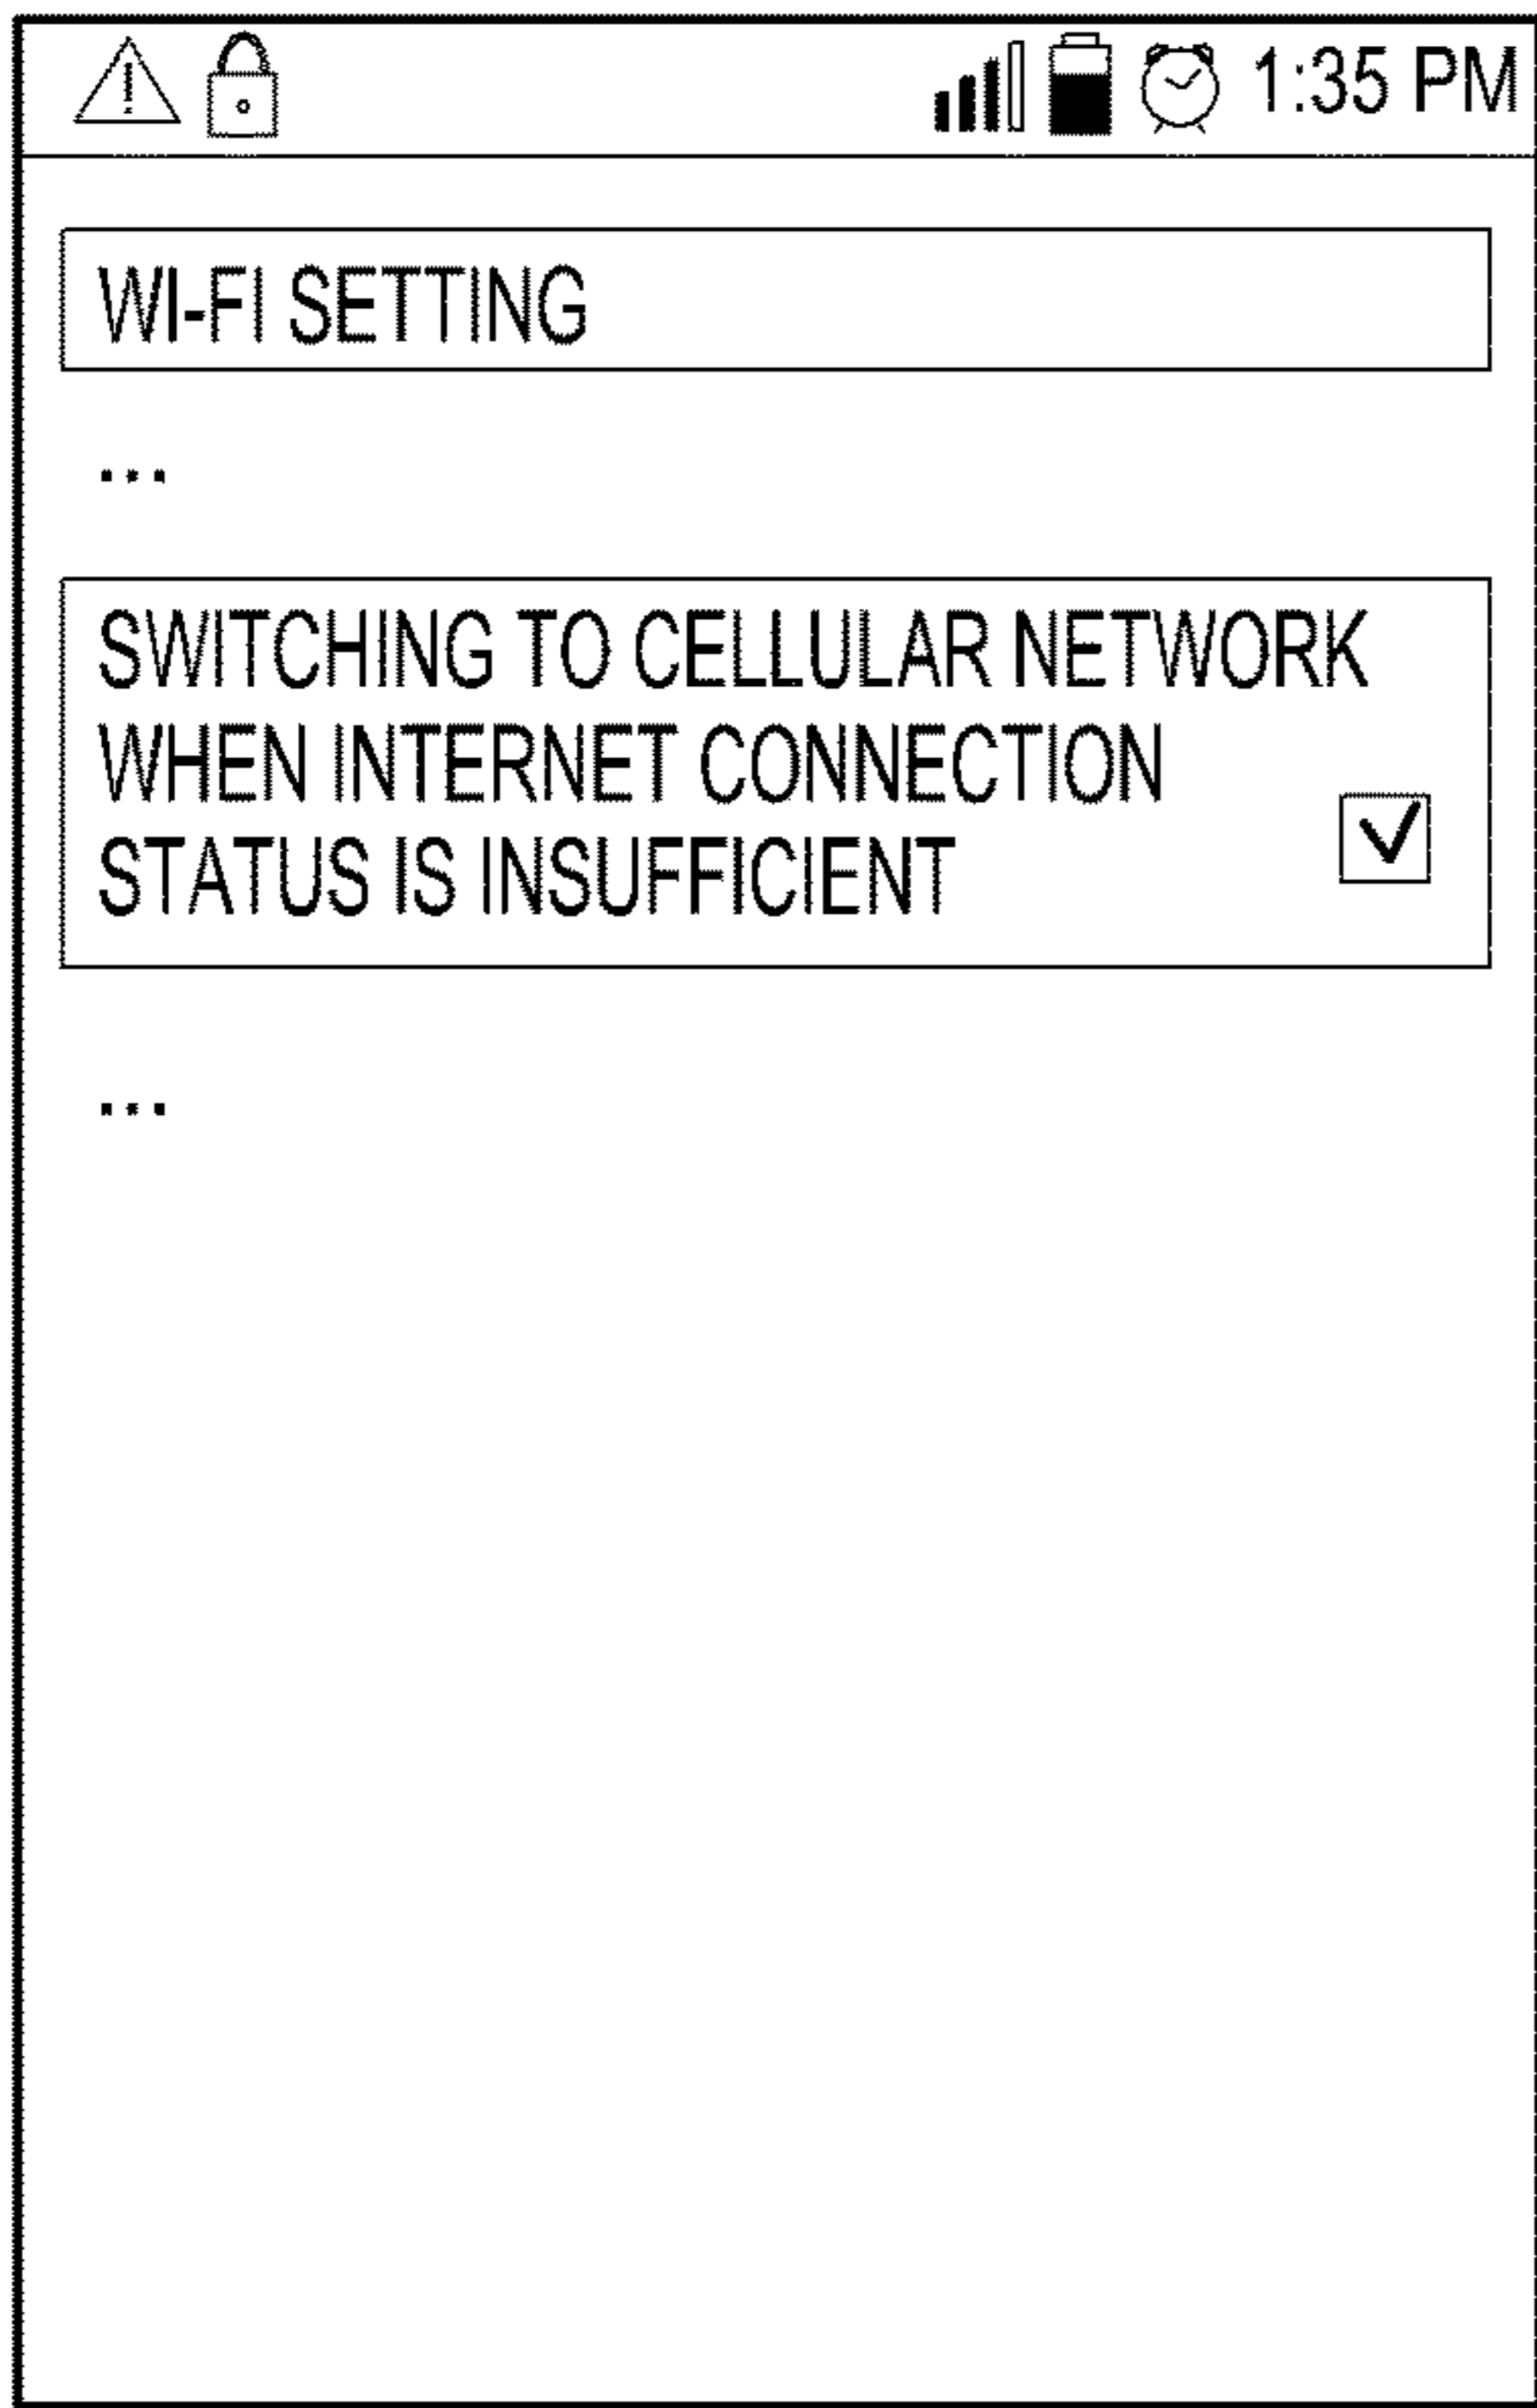 1:35 PM
WI-FI SETTING
...
SWITCHING TO CELLULAR NETWORK
WHEN INTERNET CONNECTION
STATUS IS INSUFFICIENT
...